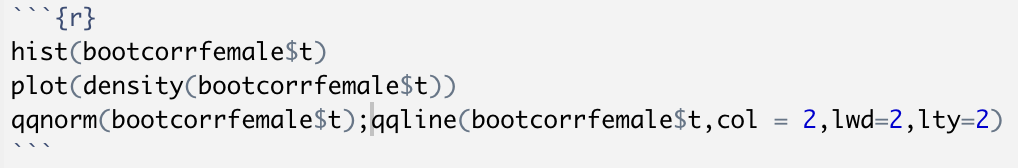 ```{r}
hist(bootcorrfemale$t)
plot(density(bootcorrfemale$t))
qqnorm(bootcorrfemale$t);qqline(bootcorrfemale$t,col = 2,lwd=2,lty=2)
```